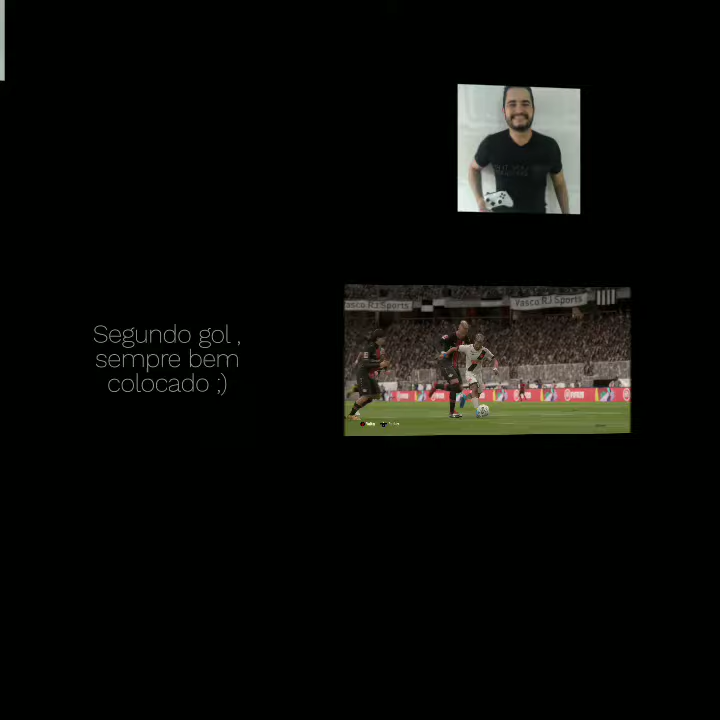 Segundo gol ,
sempre bem
colocado ;)
Vasco RJ Sports
Vasco RJ Sports